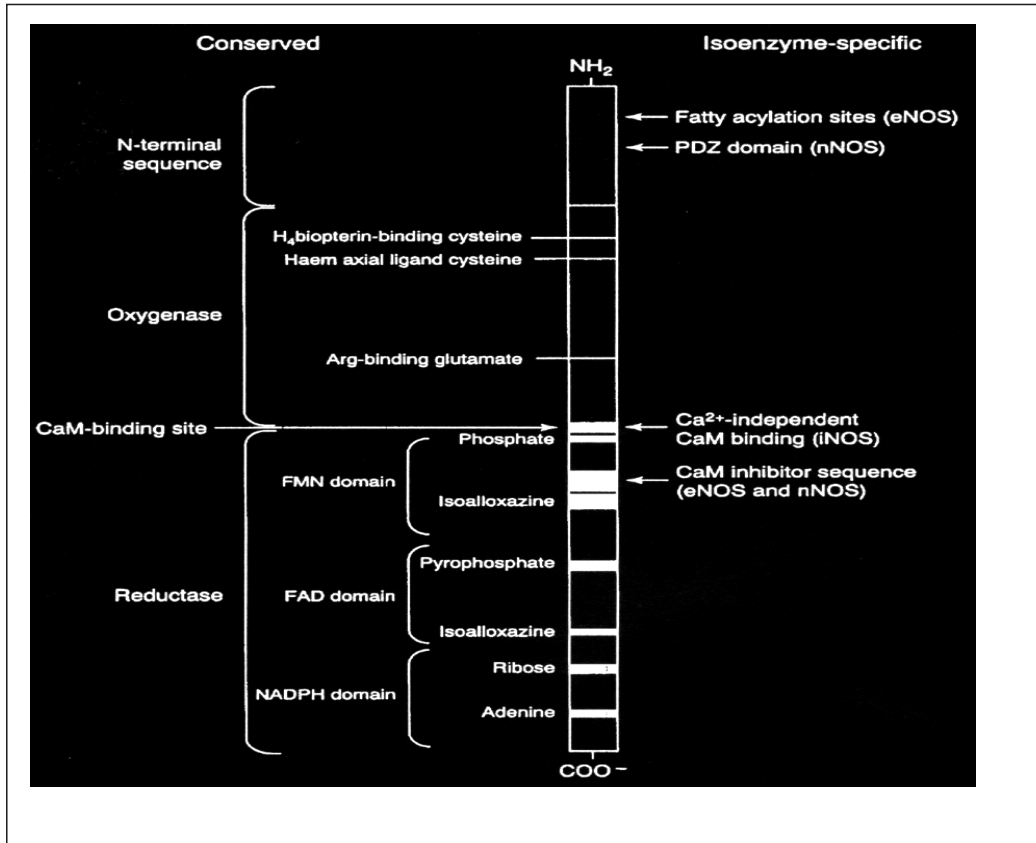 Conserved
Isoenzyme-specific
NH₂
Fatty acylation sites (eNOS)
PDZ domain (nNOS)
N-terminal
sequence
H₄biopterin-binding cysteine
Haem axial ligand cysteine
Oxygenase
Arg-binding glutamate
CaM-binding site
Ca²⁺-independent
CaM binding (iNOS)
Phosphate
CaM inhibitor sequence
(eNOS and nNOS)
FMN domain
Isoalloxazine
Pyrophosphate
Reductase
FAD domain
Isoalloxazine
Ribose
NADPH domain
Adenine
COO⁻